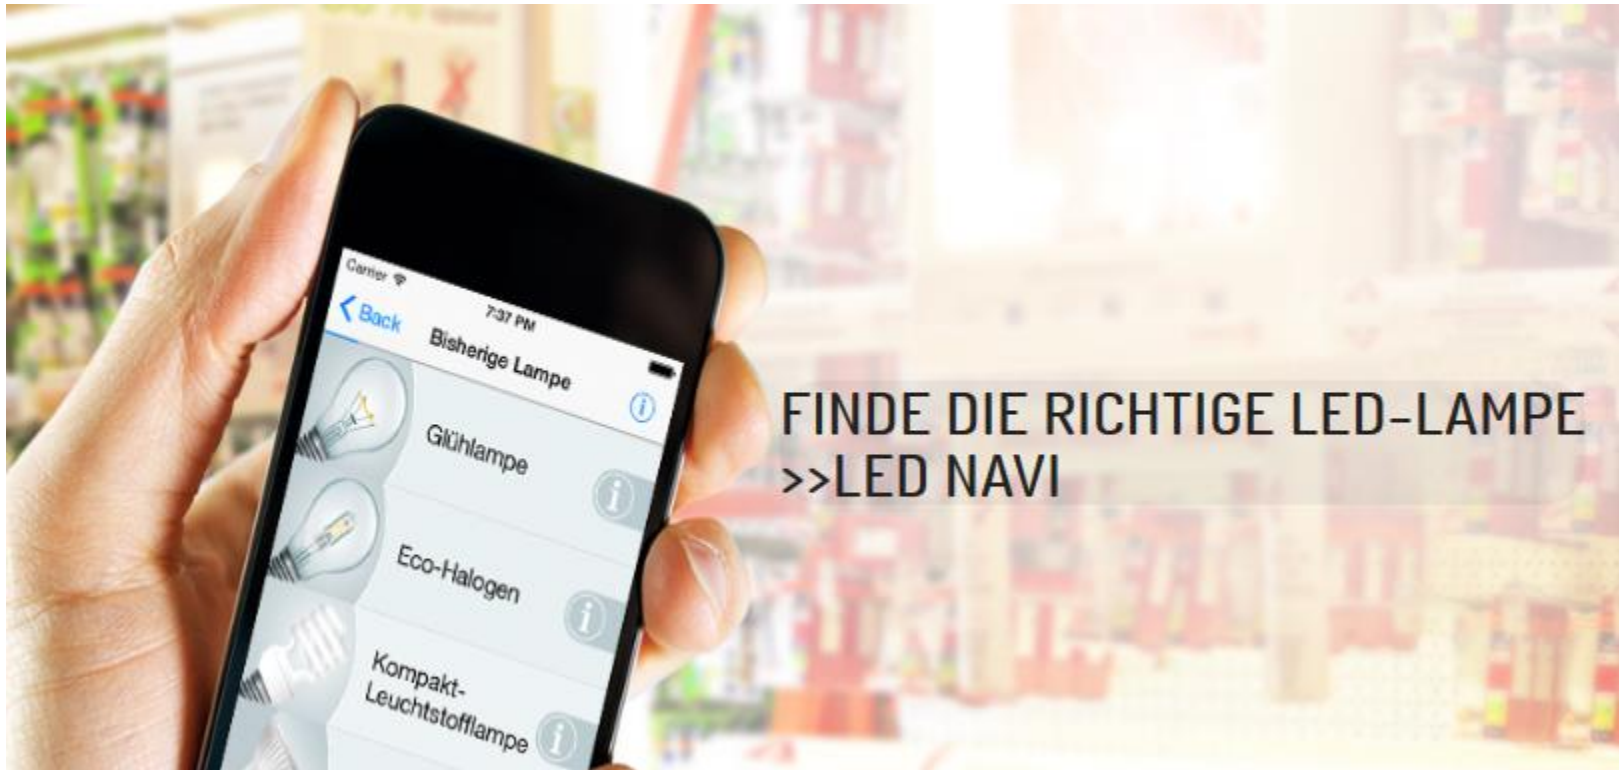 Carrier
7:37 PM
Back
Bisherige Lampe
Glühlampe
Eco-Halogen
Kompakt-
Leuchtstofflampe
FINDE DIE RICHTIGE LED-LAMPE
>>LED NAVI